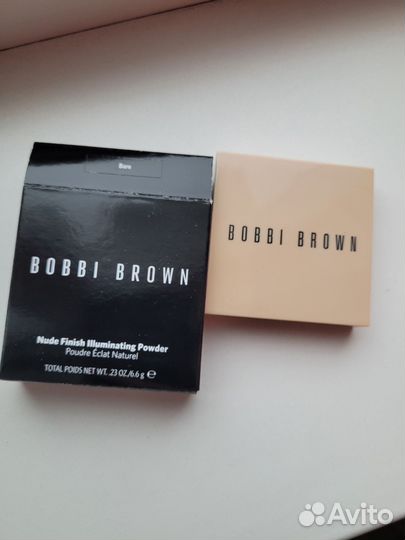 Bare
BOBBI BROWN
Nude Finish Illuminating Powder
Poudre Éclat Naturel
TOTAL POIDS NET WT. .23 OZ./6.6 g ℮
BOBBI BROWN
Avito